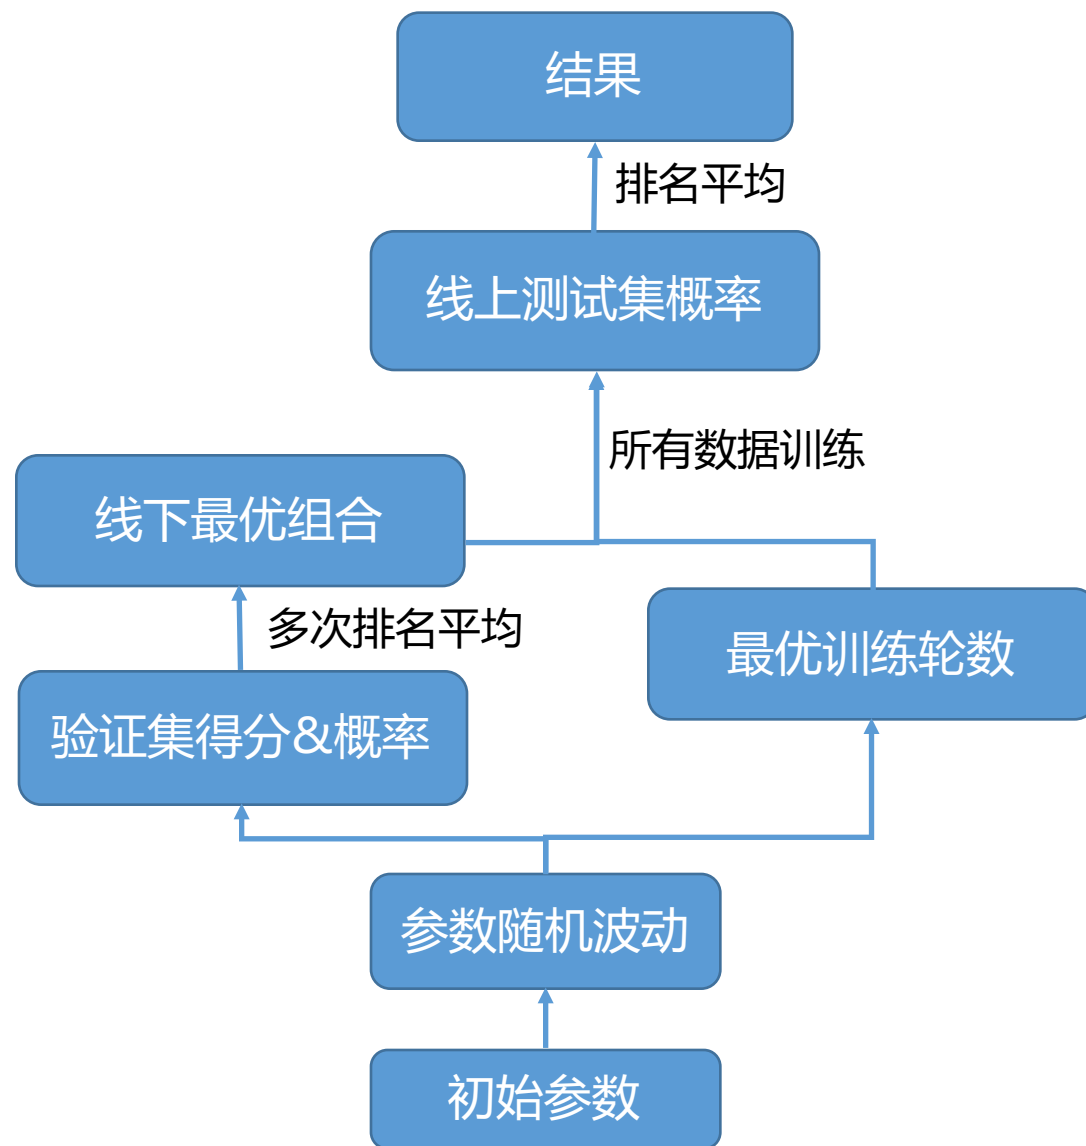 结果
排名平均
线上测试集概率
所有数据训练
线下最优组合
多次排名平均
最优训练轮数
验证集得分&概率
参数随机波动
初始参数